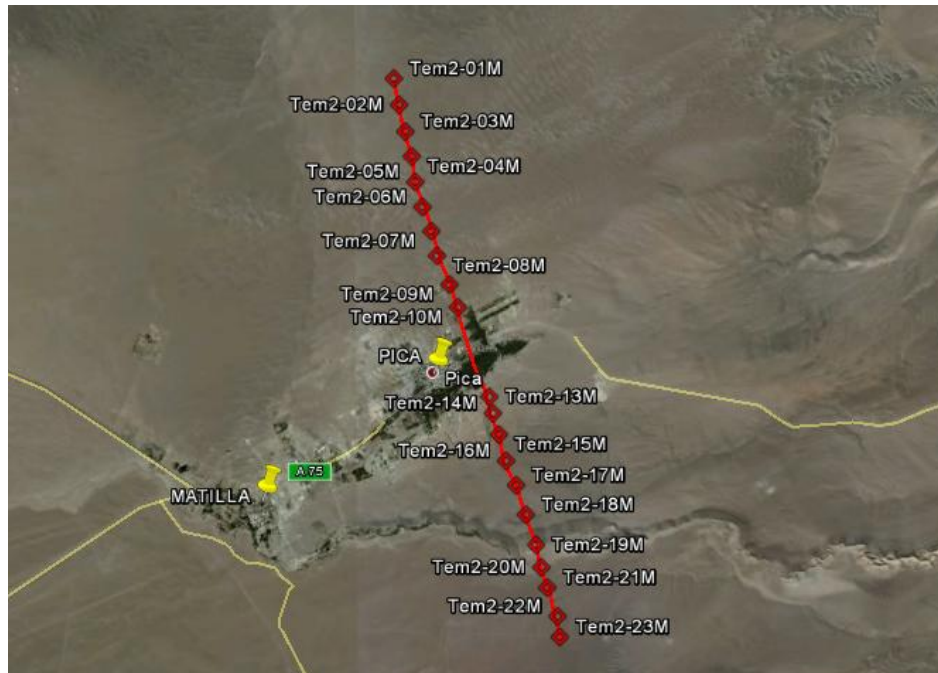 Tem2-01M
Tem2-02M
Tem2-03M
Tem2-04M
Tem2-05M
Tem2-06M
Tem2-07M
Tem2-08M
Tem2-09M
Tem2-10M
PICA
Pica
Tem2-13M
Tem2-14M
Tem2-15M
Tem2-16M
A-75
Tem2-17M
MATILLA
Tem2-18M
Tem2-19M
Tem2-20M
Tem2-21M
Tem2-22M
Tem2-23M